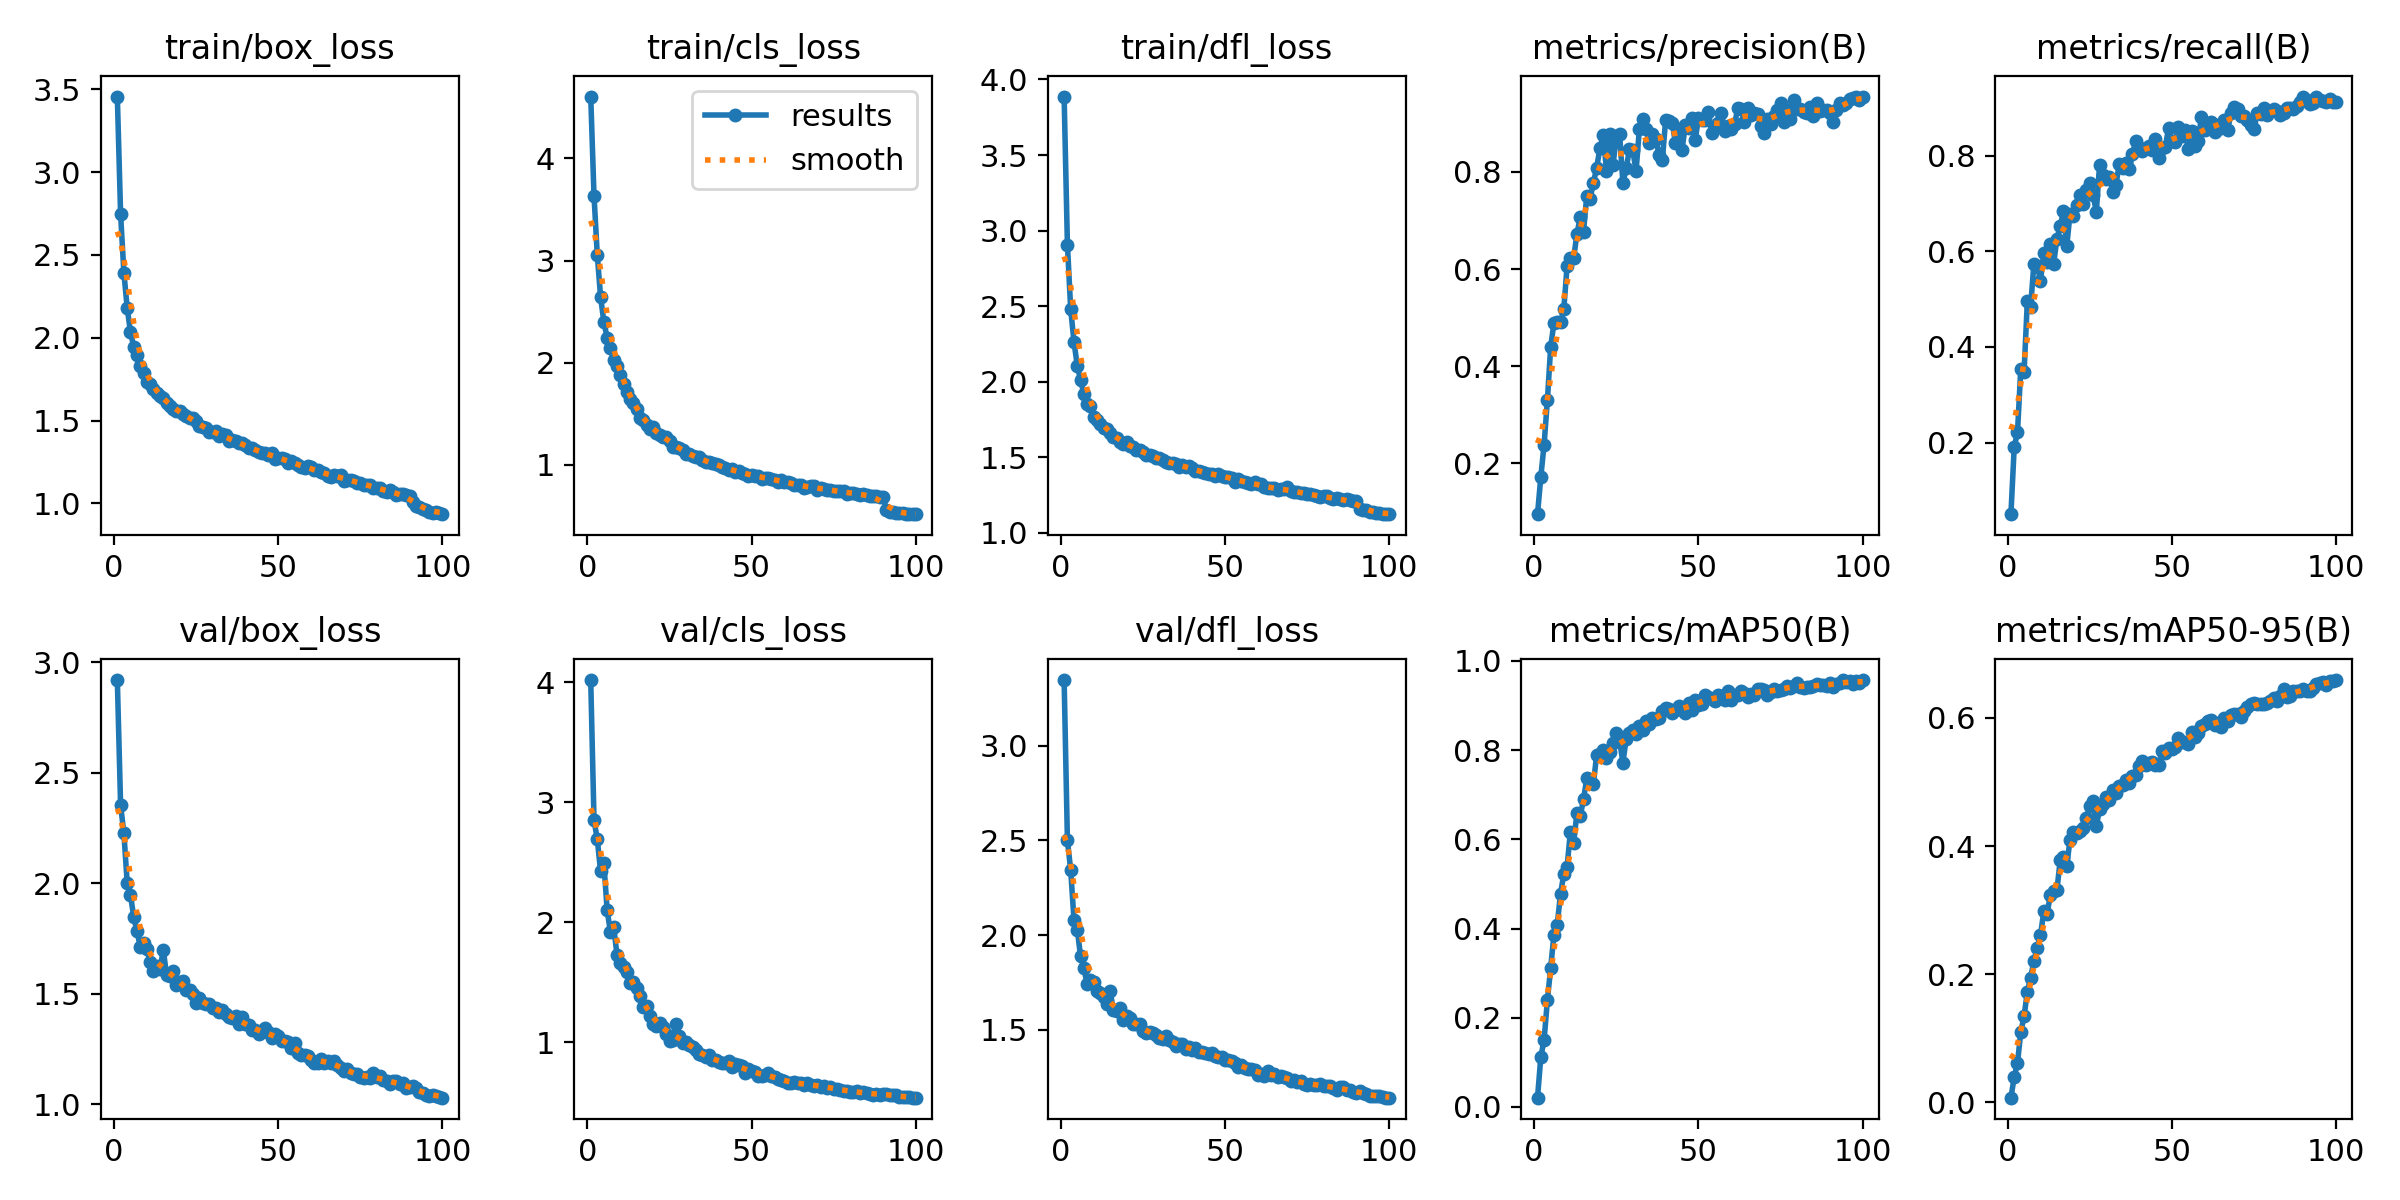 train/box_loss
3.5
3.0
2.5
2.0
1.5
1.0
0 50 100
train/cls_loss
results
smooth
4
3
2
1
0 50 100
train/dfl_loss
4.0
3.5
3.0
2.5
2.0
1.5
1.0
0 50 100
metrics/precision(B)
0.8
0.6
0.4
0.2
0 50 100
metrics/recall(B)
0.8
0.6
0.4
0.2
0 50 100
val/box_loss
3.0
2.5
2.0
1.5
1.0
0 50 100
val/cls_loss
4
3
2
1
0 50 100
val/dfl_loss
3.0
2.5
2.0
1.5
0 50 100
metrics/mAP50(B)
1.0
0.8
0.6
0.4
0.2
0.0
0 50 100
metrics/mAP50-95(B)
0.6
0.4
0.2
0.0
0 50 100